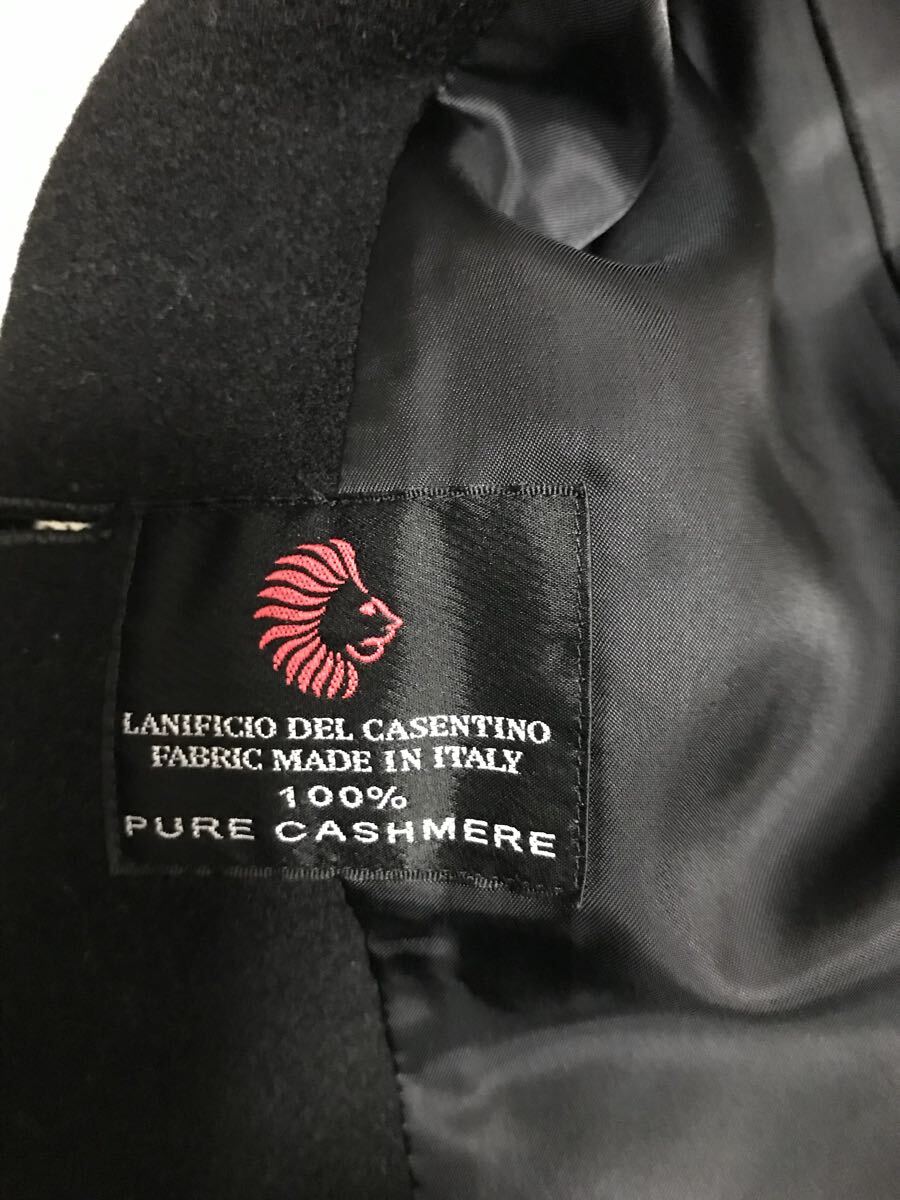 LANIFICIO DEL CASENTINO
FABRIC MADE IN ITALY
100%
PURE CASHMERE